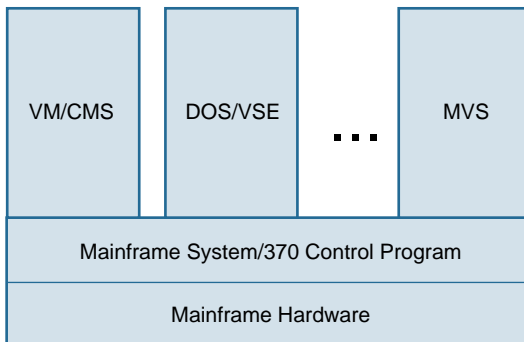 VM/CMS
DOS/VSE
...
MVS
Mainframe System/370 Control Program
Mainframe Hardware